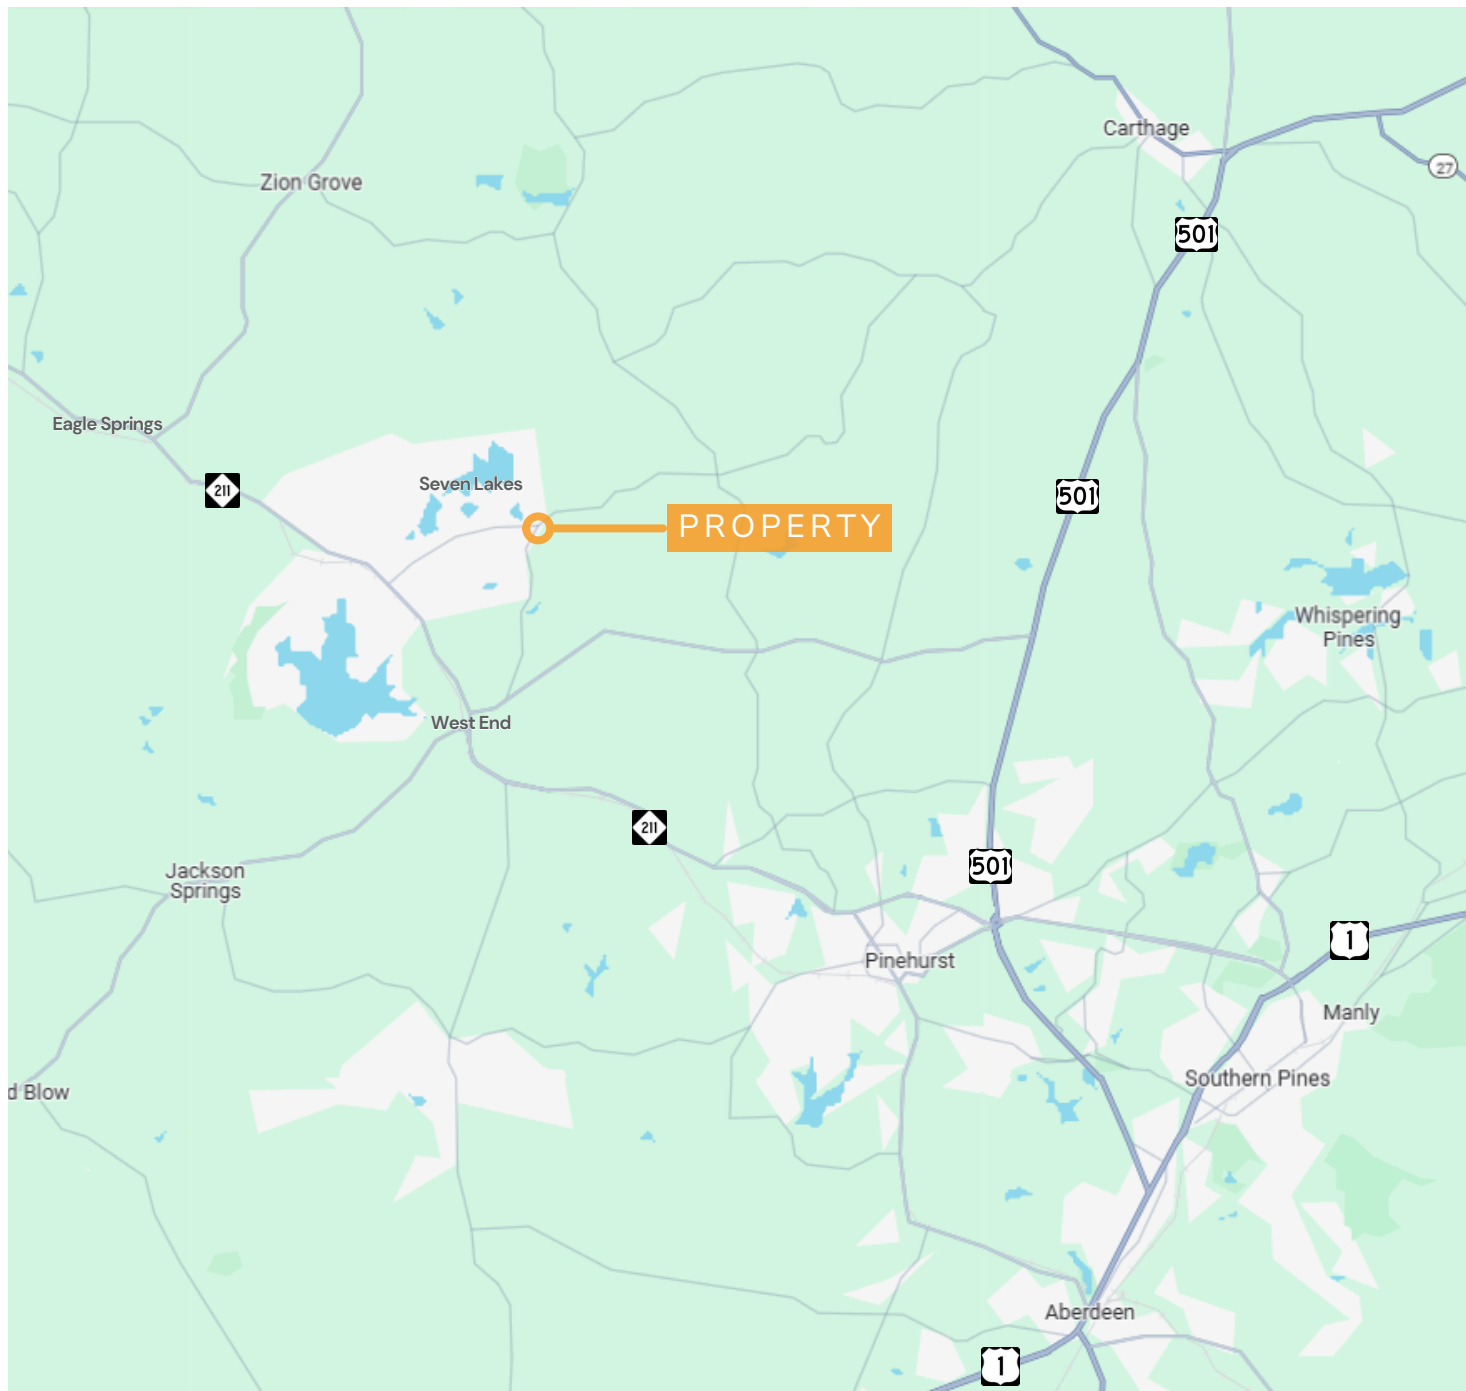 Carthage
27
Zion Grove
501
Eagle Springs
211
Seven Lakes
501
PROPERTY
Whispering
Pines
West End
211
501
Jackson
Springs
1
Pinehurst
Manly
Southern Pines
d Blow
Aberdeen
1